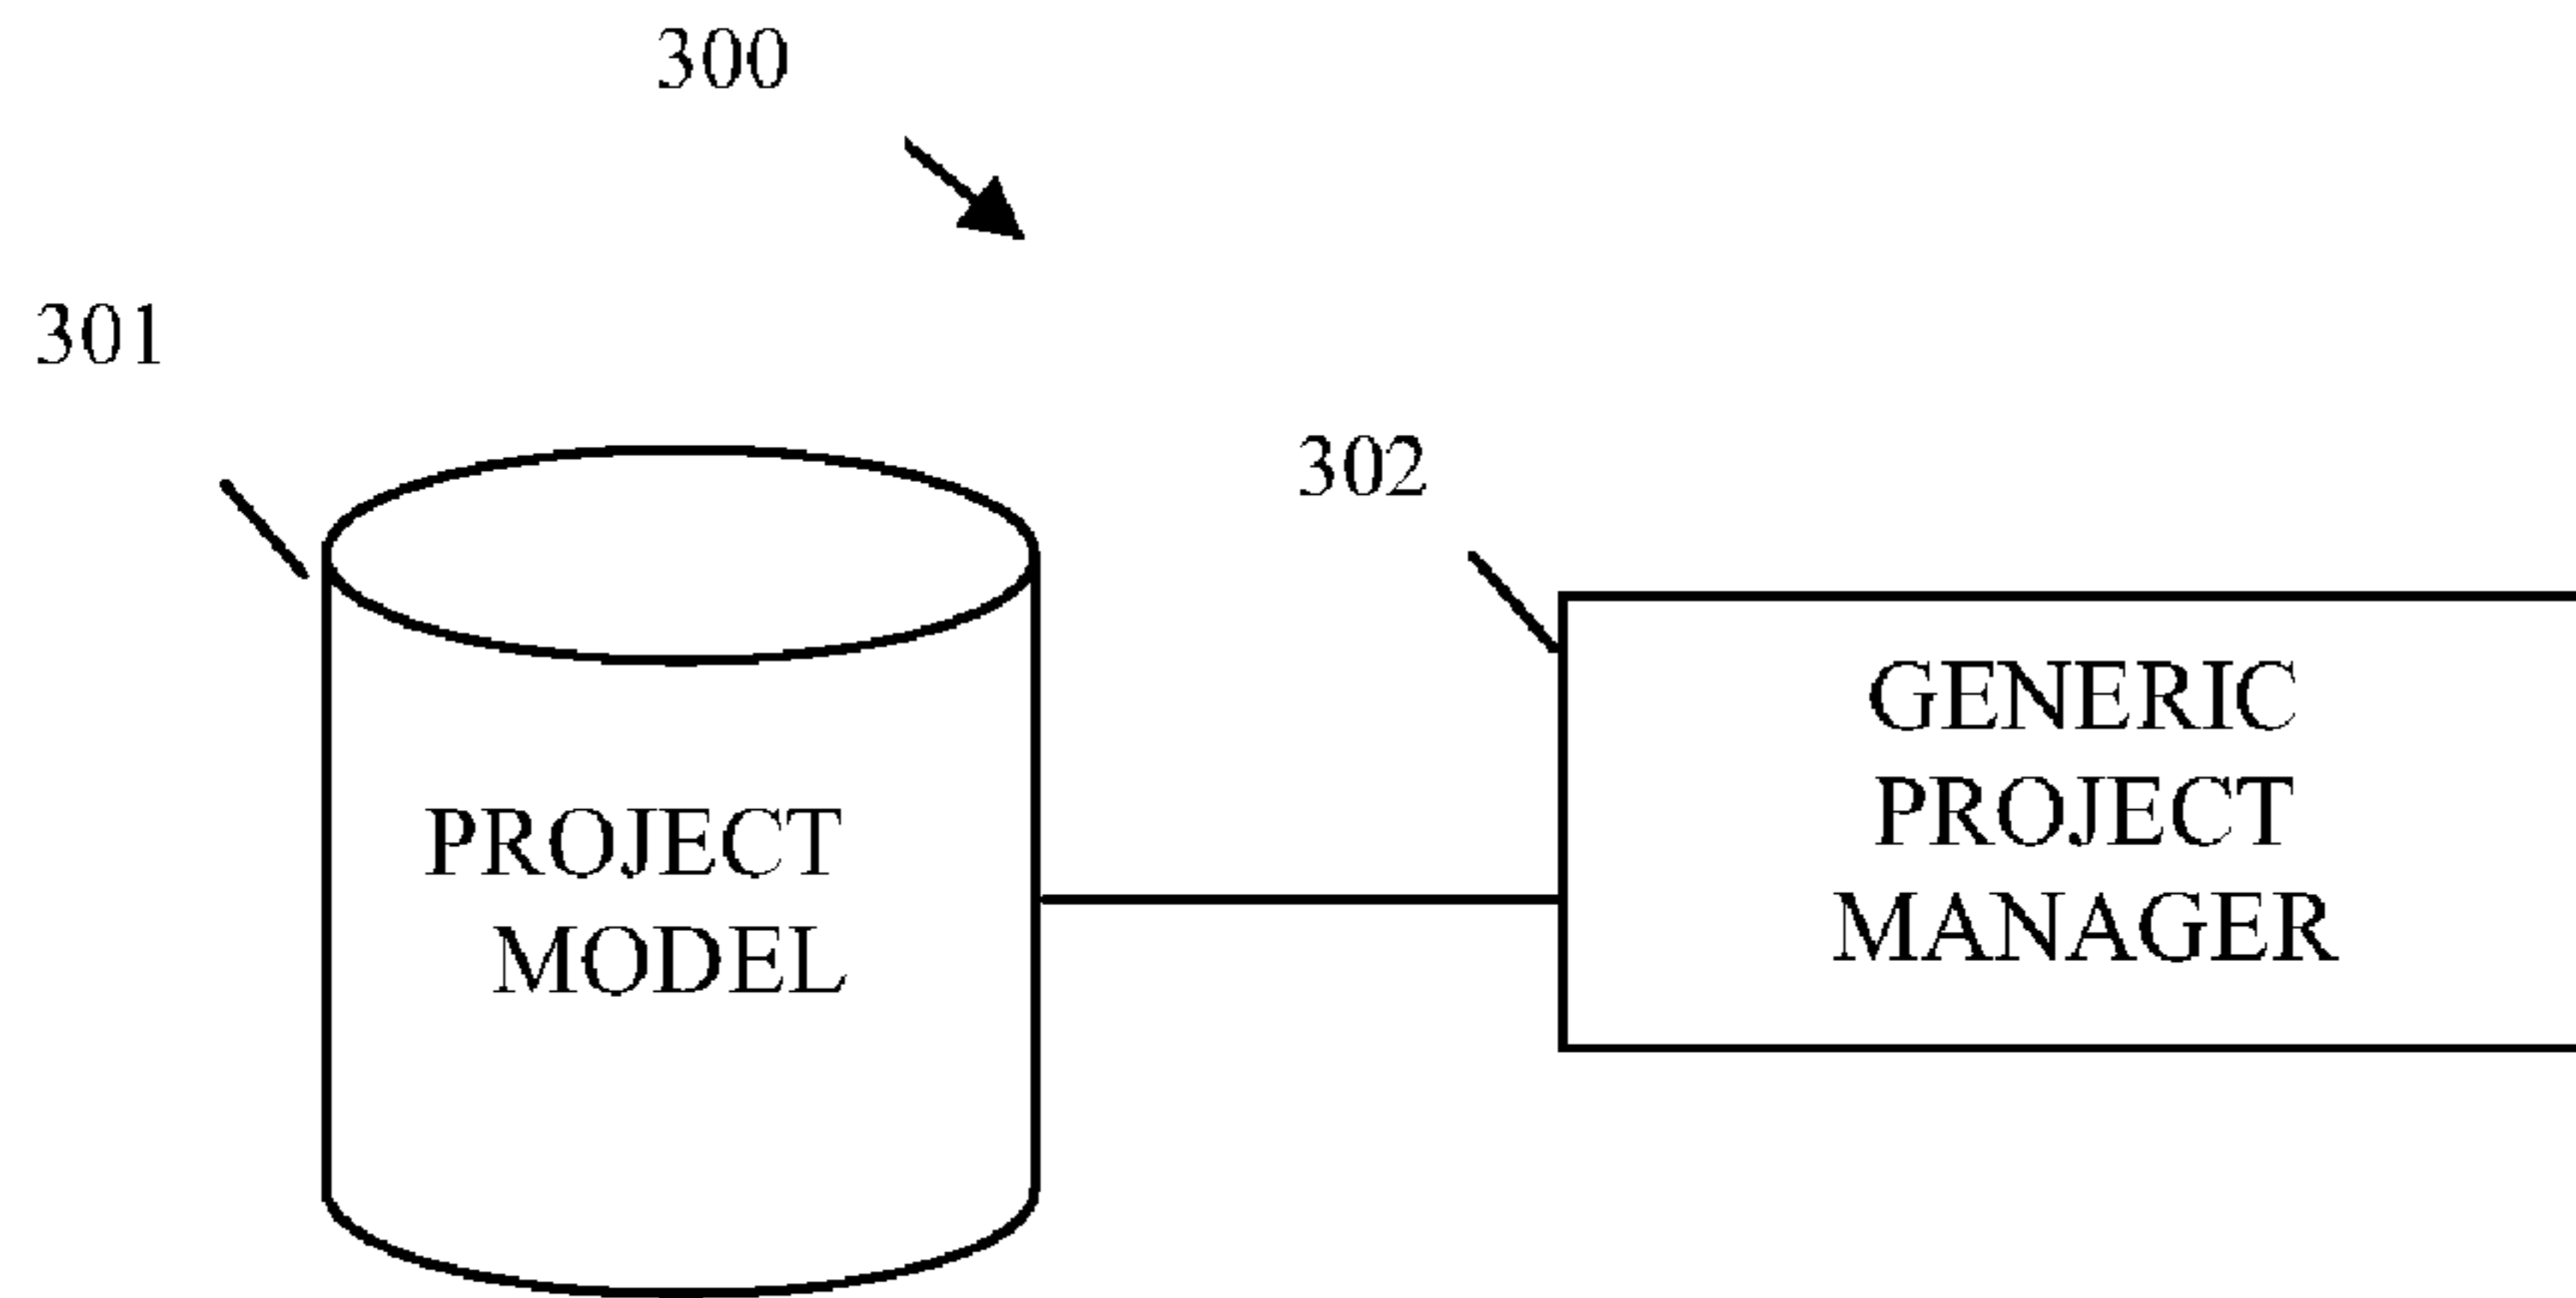 300
301
302
PROJECT
MODEL
GENERIC
PROJECT
MANAGER